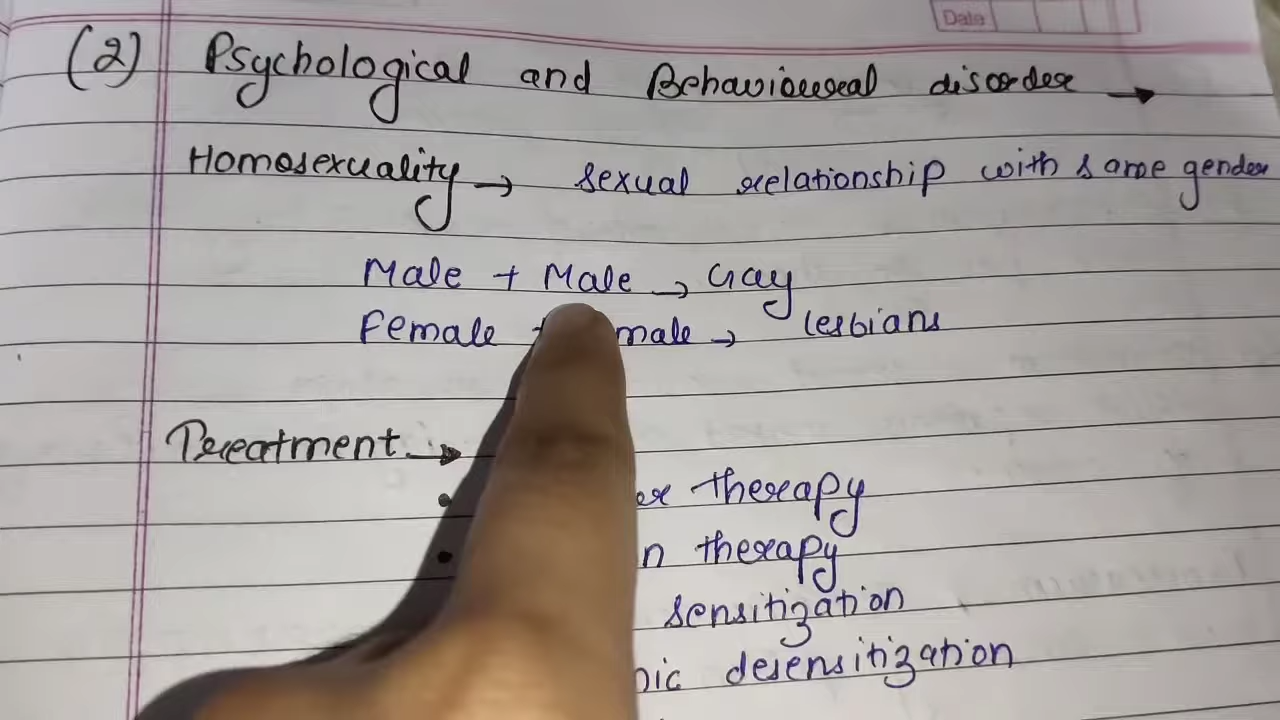 Date
(2) Psychological and Behavioural disorder →
Homosexuality → sexual relationship with same gender
Male + Male → Gay
Female + male → lesbians
Treatment →
• therapy
• therapy
sensitization
desensitization